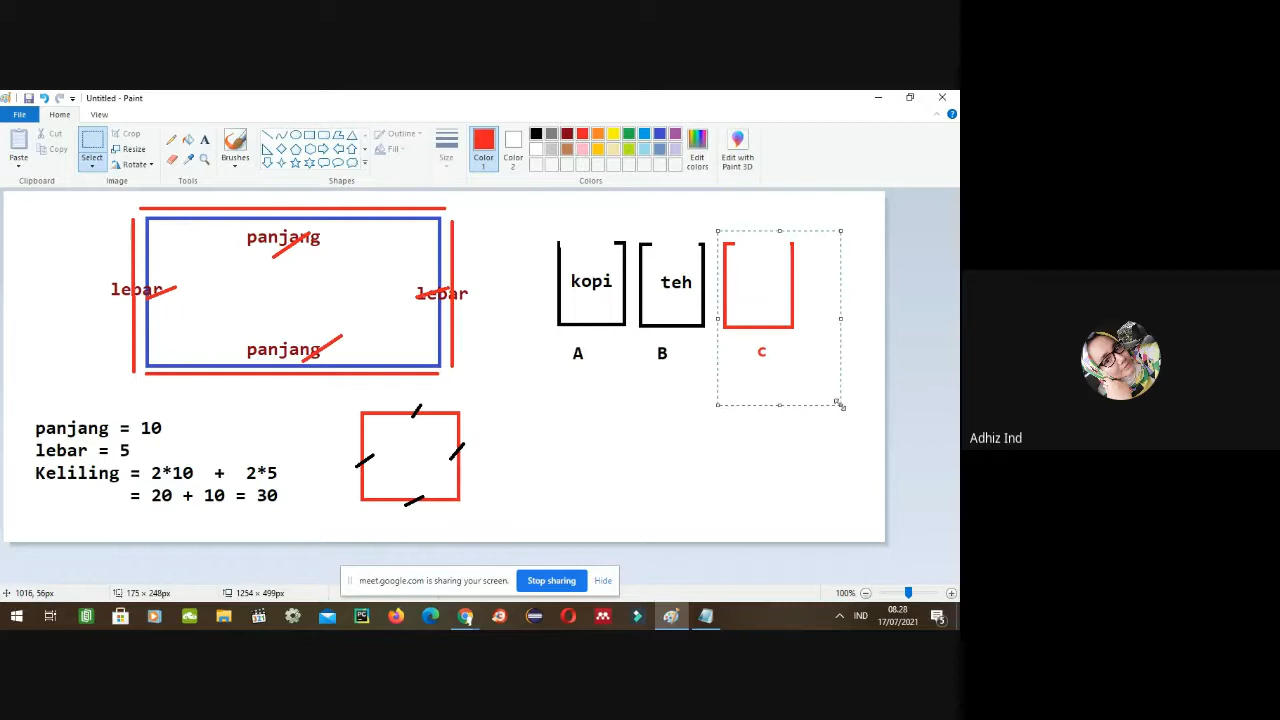 Untitled - Paint
File
Home
View
Paste
Cut
Copy
Clipboard
Select
Crop
Resize
Rotate
Image
Tools
Brushes
Shapes
Outline
Fill
Size
Color 1
Color 2
Colors
Edit colors
Edit with Paint 3D
panjang
lebar
lebar
panjang
kopi
teh
A
B
C
panjang = 10
lebar = 5
Keliling = 2*10 + 2*5
= 20 + 10 = 30
meet.google.com is sharing your screen.
Stop sharing
Hide
1016, 56px
175 × 248px
1254 × 499px
100%
IND
08.28
17/07/2021
5
Adhiz Ind